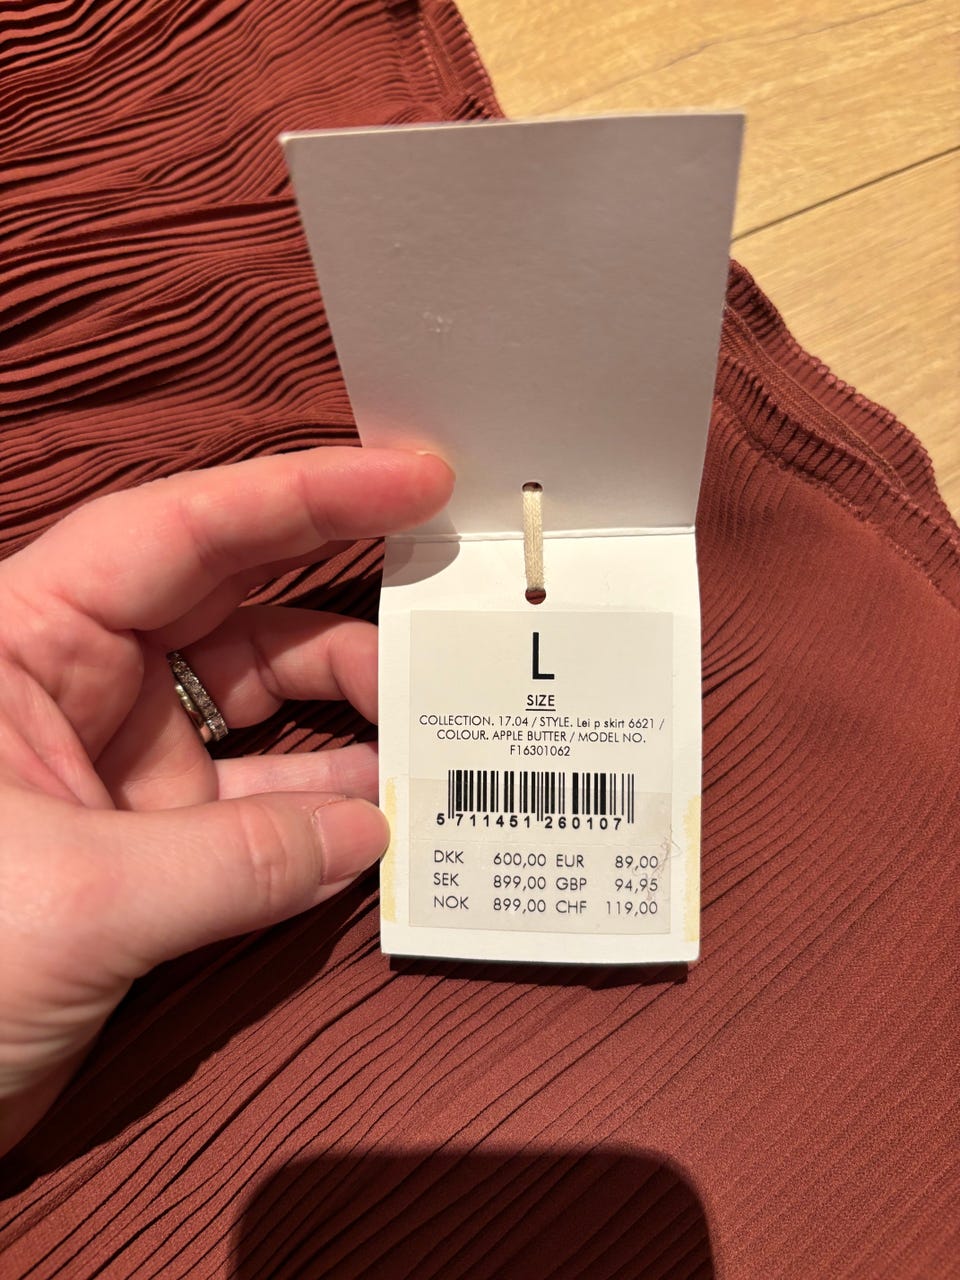 L
SIZE
COLLECTION. 17.04 / STYLE. Lei p skirt 6621 /
COLOUR. APPLE BUTTER / MODEL NO.
F16301062
5 711451 260107
DKK 600,00 EUR 89,00
SEK 899,00 GBP 94,95
NOK 899,00 CHF 119,00